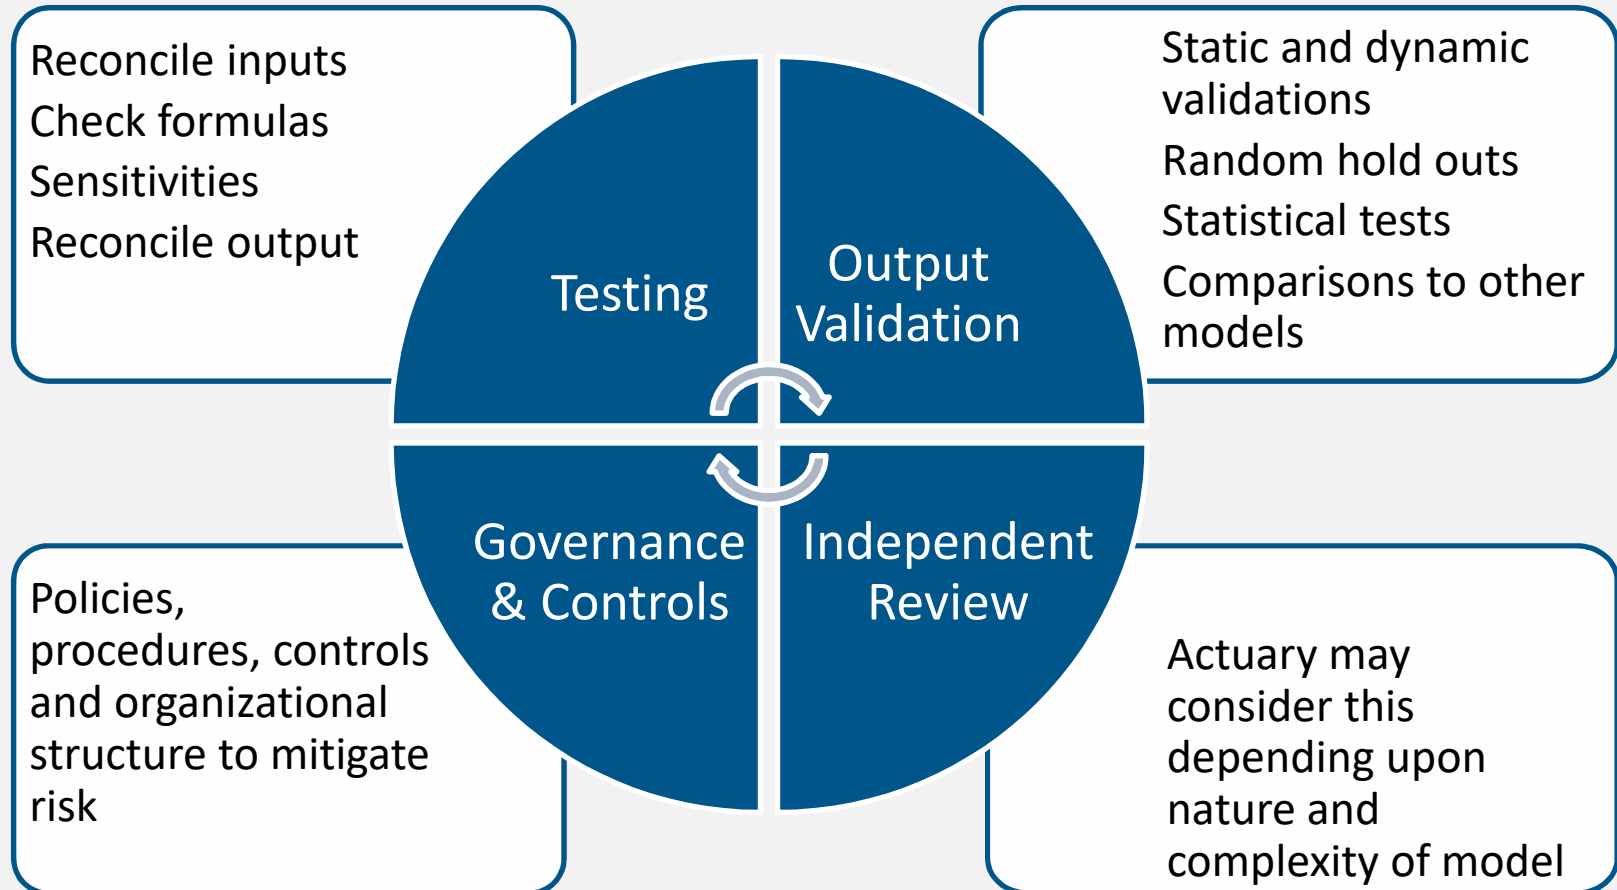 Reconcile inputs
Check formulas
Sensitivities
Reconcile output
Testing
Output
Validation
Static and dynamic
validations
Random hold outs
Statistical tests
Comparisons to other
models
Policies,
procedures, controls
and organizational
structure to mitigate
risk
Governance
& Controls
Independent
Review
Actuary may
consider this
depending upon
nature and
complexity of model